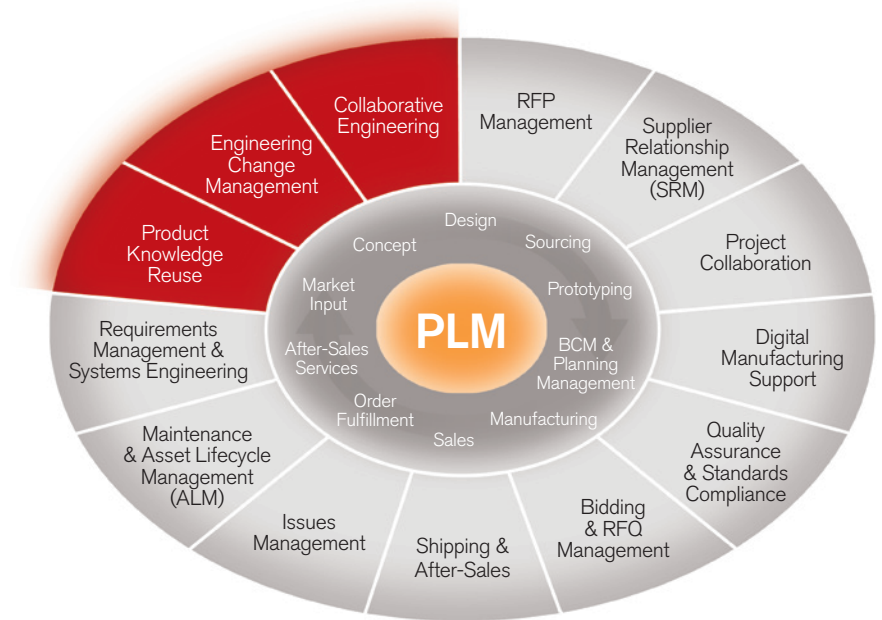 Collaborative
Engineering
RFP
Management
Supplier
Relationship
Management
(SRM)
Project
Collaboration
Digital
Manufacturing
Support
Quality
Assurance
& Standards
Compliance
Bidding
& RFQ
Management
Shipping &
After-Sales
Issues
Management
Maintenance
& Asset Lifecycle
Management
(ALM)
Requirements
Management &
Systems Engineering
Product
Knowledge
Reuse
Engineering
Change
Management
Design
Sourcing
Prototyping
BCM &
Planning
Management
Manufacturing
Sales
Order
Fulfillment
After-Sales
Services
Market
Input
Concept
PLM